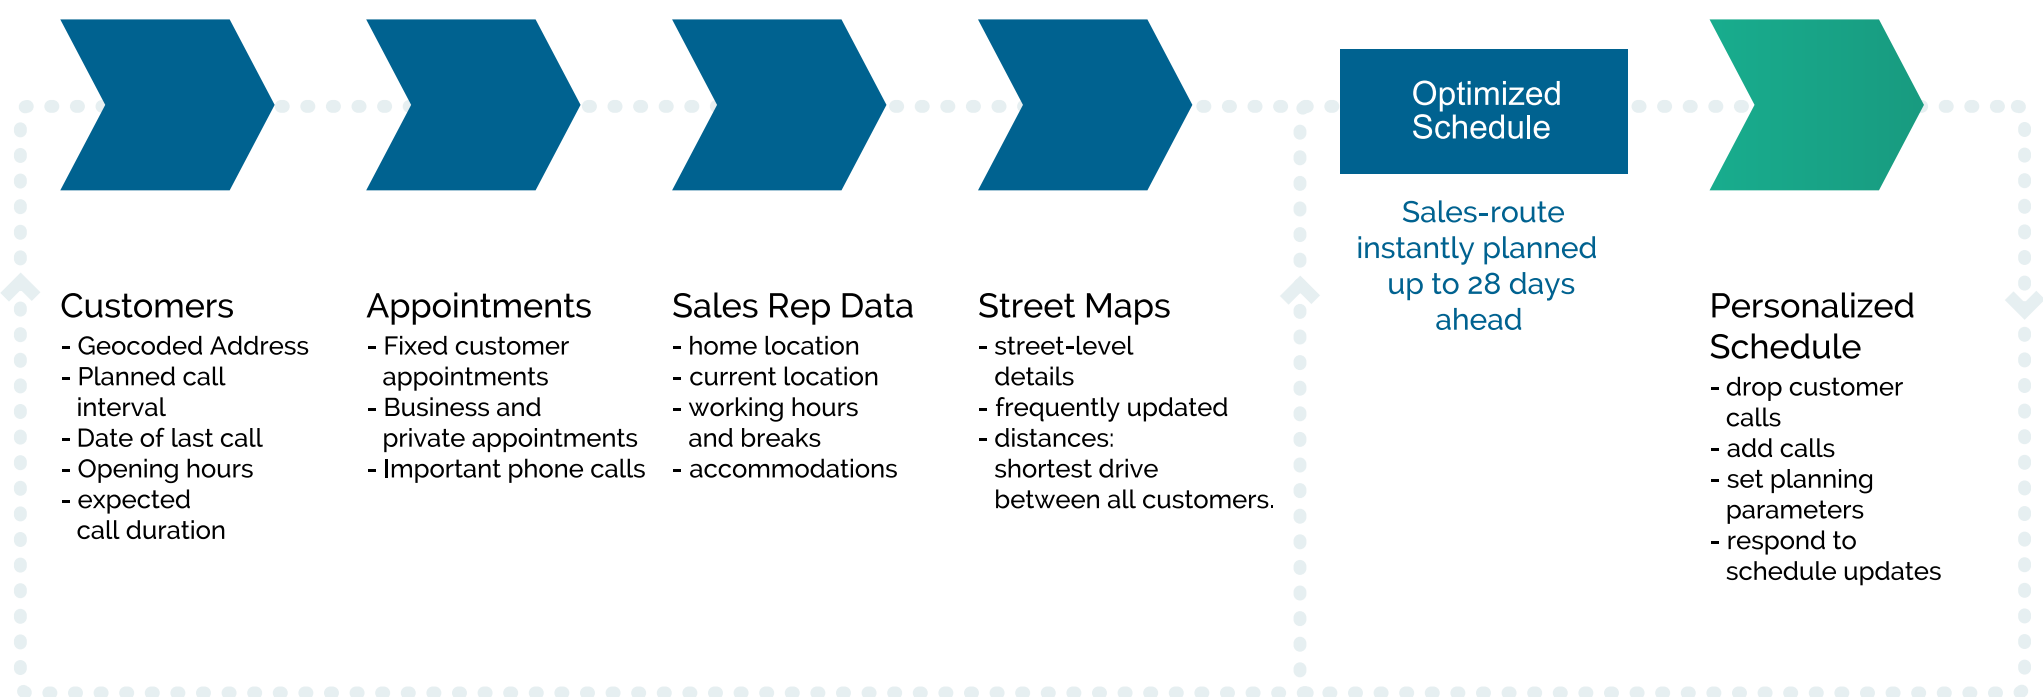 Optimized
Schedule
Sales-route
instantly planned
up to 28 days
ahead
Customers
- Geocoded Address
- Planned call
interval
- Date of last call
- Opening hours
- expected
call duration
Appointments
- Fixed customer
appointments
- Business and
private appointments
- Important phone calls
Sales Rep Data
- home location
- current location
- working hours
and breaks
- accommodations
Street Maps
- street-level
details
- frequently updated
- distances:
shortest drive
between all customers.
Personalized
Schedule
- drop customer
calls
- add calls
- set planning
parameters
- respond to
schedule updates